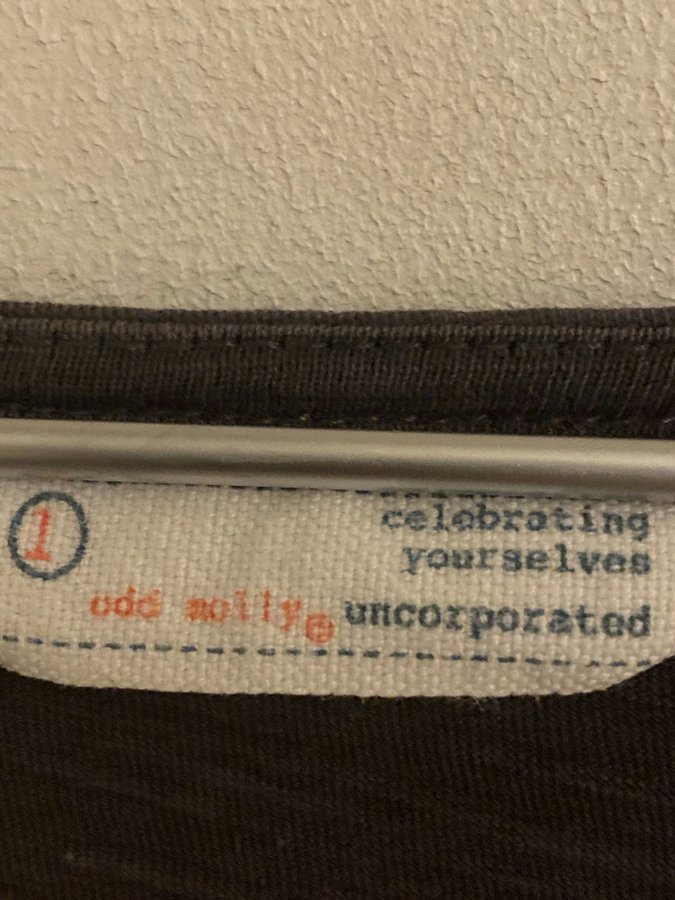 celebrating
yourselves
1
odd molly® uncorporated